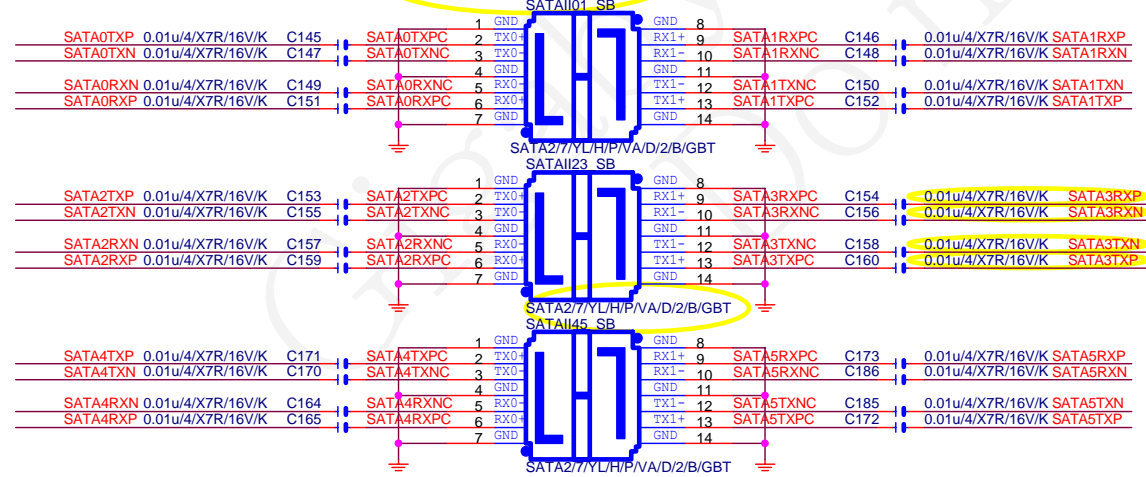 SATAII01_SB
1 GND GND 8
SATA0TXP 0.01u/4/X7R/16V/K C145 SATA0TXPC 2 TX0+ RX1+ 9 SATA1RXPC C146 0.01u/4/X7R/16V/K SATA1RXP
SATA0TXN 0.01u/4/X7R/16V/K C147 SATA0TXNC 3 TX0- RX1- 10 SATA1RXNC C148 0.01u/4/X7R/16V/K SATA1RXN
4 GND GND 11
SATA0RXN 0.01u/4/X7R/16V/K C149 SATA0RXNC 5 RX0- TX1- 12 SATA1TXNC C150 0.01u/4/X7R/16V/K SATA1TXN
SATA0RXP 0.01u/4/X7R/16V/K C151 SATA0RXPC 6 RX0+ TX1+ 13 SATA1TXPC C152 0.01u/4/X7R/16V/K SATA1TXP
7 GND GND 14
SATA2/7/YL/H/P/VA/D/2/B/GBT
SATAII23_SB
1 GND GND 8
SATA2TXP 0.01u/4/X7R/16V/K C153 SATA2TXPC 2 TX0+ RX1+ 9 SATA3RXPC C154 0.01u/4/X7R/16V/K SATA3RXP
SATA2TXN 0.01u/4/X7R/16V/K C155 SATA2TXNC 3 TX0- RX1- 10 SATA3RXNC C156 0.01u/4/X7R/16V/K SATA3RXN
4 GND GND 11
SATA2RXN 0.01u/4/X7R/16V/K C157 SATA2RXNC 5 RX0- TX1- 12 SATA3TXNC C158 0.01u/4/X7R/16V/K SATA3TXN
SATA2RXP 0.01u/4/X7R/16V/K C159 SATA2RXPC 6 RX0+ TX1+ 13 SATA3TXPC C160 0.01u/4/X7R/16V/K SATA3TXP
7 GND GND 14
SATA2/7/YL/H/P/VA/D/2/B/GBT
SATAII45_SB
1 GND GND 8
SATA4TXP 0.01u/4/X7R/16V/K C171 SATA4TXPC 2 TX0+ RX1+ 9 SATA5RXPC C173 0.01u/4/X7R/16V/K SATA5RXP
SATA4TXN 0.01u/4/X7R/16V/K C170 SATA4TXNC 3 TX0- RX1- 10 SATA5RXNC C186 0.01u/4/X7R/16V/K SATA5RXN
4 GND GND 11
SATA4RXN 0.01u/4/X7R/16V/K C164 SATA4RXNC 5 RX0- TX1- 12 SATA5TXNC C185 0.01u/4/X7R/16V/K SATA5TXN
SATA4RXP 0.01u/4/X7R/16V/K C165 SATA4RXPC 6 RX0+ TX1+ 13 SATA5TXPC C172 0.01u/4/X7R/16V/K SATA5TXP
7 GND GND 14
SATA2/7/YL/H/P/VA/D/2/B/GBT